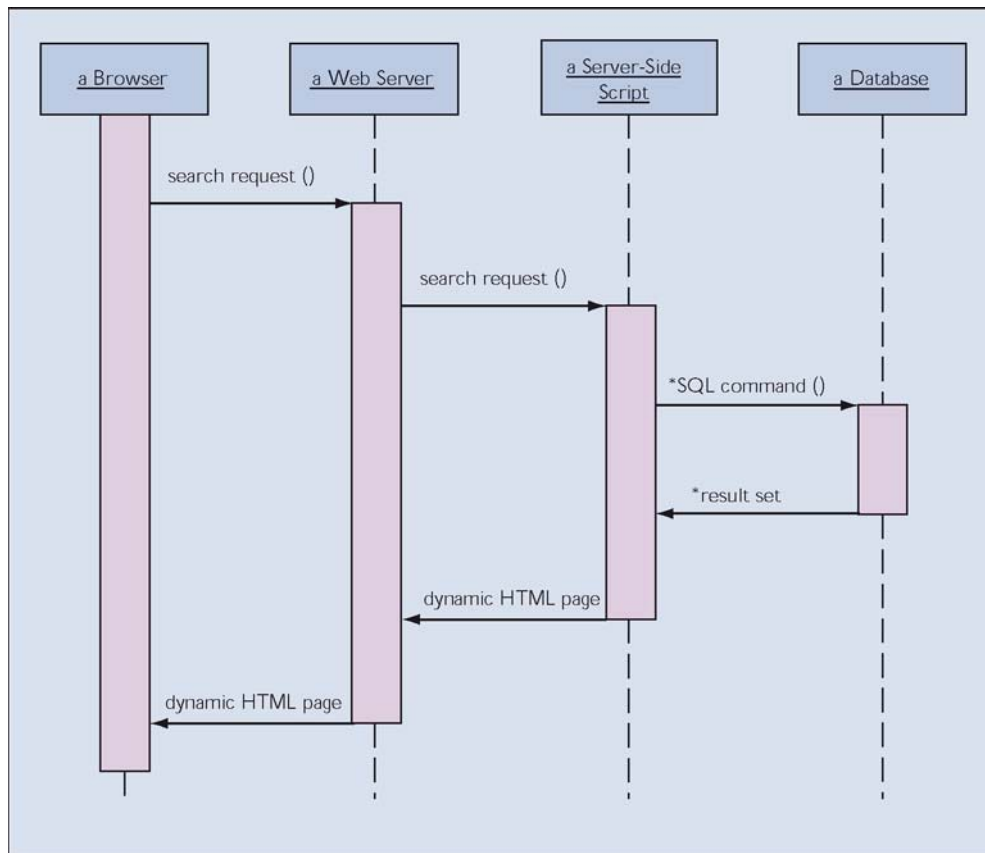 a Browser
a Web Server
a Server-Side
Script
a Database
search request ()
search request ()
*SQL command ()
*result set
dynamic HTML page
dynamic HTML page